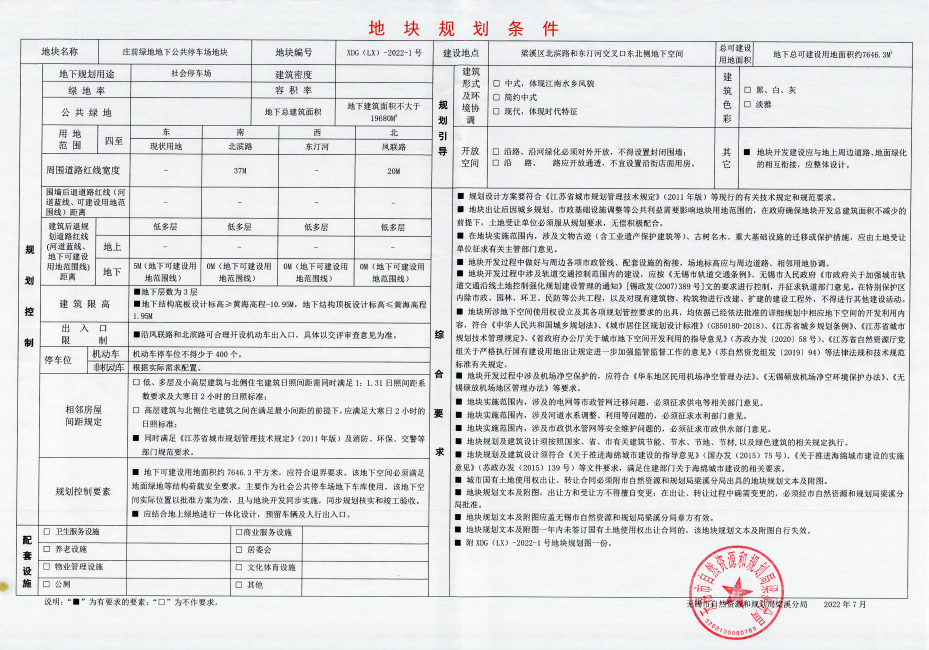 地 块 规 划 条 件
地块名称 庄前绿地地下公共停车场地块 地块编号 XDG（LX）-2022-1号 建设地点 梁溪区北滨路和东汀河交叉口东北侧地下空间 总可建设用地面积 地下总可建设用地面积约7646.3M²
规划控制
地下规划用途 社会停车场 建筑密度
绿 地 率 容 积 率
公 共 绿 地 地下总建筑面积 地下建筑面积不大于19680M²
用 地 范 围 四至 东 南 西 北
现状用地 北滨路 东汀河 凤联路
周围道路红线宽度 - 37M - 20M
围墙后退道路红线（河道蓝线、可建设用地范围线）距离 - - - -
建筑后退规划道路红线(河道蓝线、地下可建设用地范围线)距离 低多层 低多层 低多层 低多层
地上 - - - -
地下 5M（地下可建设用地范围线） 0M（地下可建设用地范围线） 0M（地下可建设用地范围线） 0M（地下可建设用地范围线）
建 筑 限 高 ■地下层数为3层
■地下结构底板设计标高≥黄海高程-10.95M，地下结构顶板设计标高≤黄海高程
1.95M
出 入 口 限 制 ■沿凤联路和北滨路可合理开设机动车出入口，具体以交评审查意见为准。
停车位 机动车 机动车停车位不得少于400个。
非机动车 根据实际需求配置。
相邻房屋间距规定
□ 低、多层及小高层建筑与北侧住宅建筑日照间距需同时满足1：1.31日照间距系
数要求及大寒日2小时的日照标准；
□ 高层建筑与北侧住宅建筑之间在满足最小间距的前提下，应满足大寒日2小时的
日照标准；
■ 同时满足《江苏省城市规划管理技术规定》（2011年版）及消防、环保、交警等
部门规范要求。
规划控制要素
■ 地下可建设用地面积约7646.3平方米，应符合退界要求。该地下空间必须满足
地面绿地等结构荷载安全要求，主要作为社会公共停车场地下车库使用。该地下空
间实际位置以批准方案为准，且与地块开发同步实施，同步规划核实和竣工验收。
■ 应结合地上绿地进行一体化设计，预留车辆及人行出入口。
配套设施
□ 卫生服务设施 □商业服务设施
□ 养老设施 □ 居委会
□ 物业管理设施 □ 文化体育设施
□ 公厕 □ 其他
规划引导
建筑形式及环境协调
□ 中式，体现江南水乡风貌
□ 简约中式
□ 现代，体现时代特征
建筑色彩
□ 黑、白、灰
□ 淡雅
开放空间
□ 沿路、沿河绿化必须对外开放，不得设置封闭围墙；
□ 沿 路、 路应开放通透，不宜设置沿街店面用房。
其它
■ 地块开发建设应与地上周边道路、地面绿化
的相互衔接，应整体设计。
综合要求
■ 规划设计方案要符合《江苏省城市规划管理技术规定》（2011年版）等现行的有关技术规定和规范要求。
■ 地块出让后因城乡规划、市政基础设施调整等公共利益需要影响地块用地范围的，在政府确保地块开发总建筑面积不减少的
前提下，土地受让单位必须服从规划要求，无偿积极配合。
■ 在地块实施范围内，涉及文物古迹（含工业遗产保护建筑等）、古树名木、重大基础设施的迁移或保护措施，应由土地受让
单位征求有关主管部门意见。
■ 地块开发过程中做好与周边各项市政管线、配套设施的衔接，场地标高应与周边道路、相邻用地协调。
■ 地块开发过程中涉及轨道交通控制范围内的建设，应按《无锡市轨道交通条例》、无锡市人民政府《市政府关于加强城市轨
道交通沿线土地控制强化规划建设管理的通知》[锡政发(2007)389号]文的要求进行控制，并征求轨道部门意见。在特别保护区
内除市政、园林、环卫、民防等公共工程，以及对现有建筑物、构筑物进行改建、扩建的建设工程外，不得进行其他建设活动。
■ 地块所涉地下空间使用权设立及其各项规划管控要求的出具，均依据已经依法批准的详细规划中相应地下空间的开发利用内
容，符合《中华人民共和国城乡规划法》、《城市居住区规划设计标准》（GB50180-2018）、《江苏省城乡规划条例》、《江苏省城市
规划技术管理规定》、《省政府办公厅关于城市地下空间开发利用的指导意见》（苏政办发（2020）58号）、《江苏省自然资源厅党
组关于严格执行国有建设用地出让规定进一步加强监管监督工作的意见》（苏自然资党组发（2019）94）等法律法规和技术规范
标准有关规定。
■ 地块开发过程中涉及机场净空保护的，应符合《华东地区民用机场净空管理办法》、《无锡硕放机场净空环境保护办法》、《无
锡硕放机场地区管理办法》等要求。
■ 地块实施范围内，涉及的电网等市政管网迁移问题，必须征求供电等相关部门意见。
■ 地块实施范围内，涉及河道水系调整、利用等问题的，必须征求水利部门意见。
■ 地块实施范围内，涉及市政供水管网等安全维护问题的，必须征求市政供水部门意见。
■ 地块规划及建筑设计须按照国家、省、市有关建筑节能、节水、节地、节材，以及绿色建筑的相关规定执行。
■ 地块规划及建筑设计须符合《关于推进海绵城市建设的指导意见》（国办发（2015）75号）、《关于推进海绵城市建设的实施
意见》（苏政办发（2015）139号）等文件要求，满足住建部门关于海绵城市建设的相关要求。
■ 城市国有土地使用权出让、转让合同必须附市自然资源和规划局梁溪分局出具的地块规划文本及附图。
■ 地块规划文本及附图，出让方和受让方不得擅自变更；在出让、转让过程中确需变更的，必须经市自然资源和规划局梁溪分
局批准。
■ 地块规划文本及附图应盖无锡市自然资源和规划局梁溪分局章方有效。
■ 地块规划文本及附图一年内未签订国有土地使用权出让合同的，该地块规划文本及附图自行失效。
■ 附XDG（LX）-2022-1号地块规划图一份。
说明：“■”为有要求的要素；“□”为不作要求。
无锡市自然资源和规划局梁溪分局 2022年7月